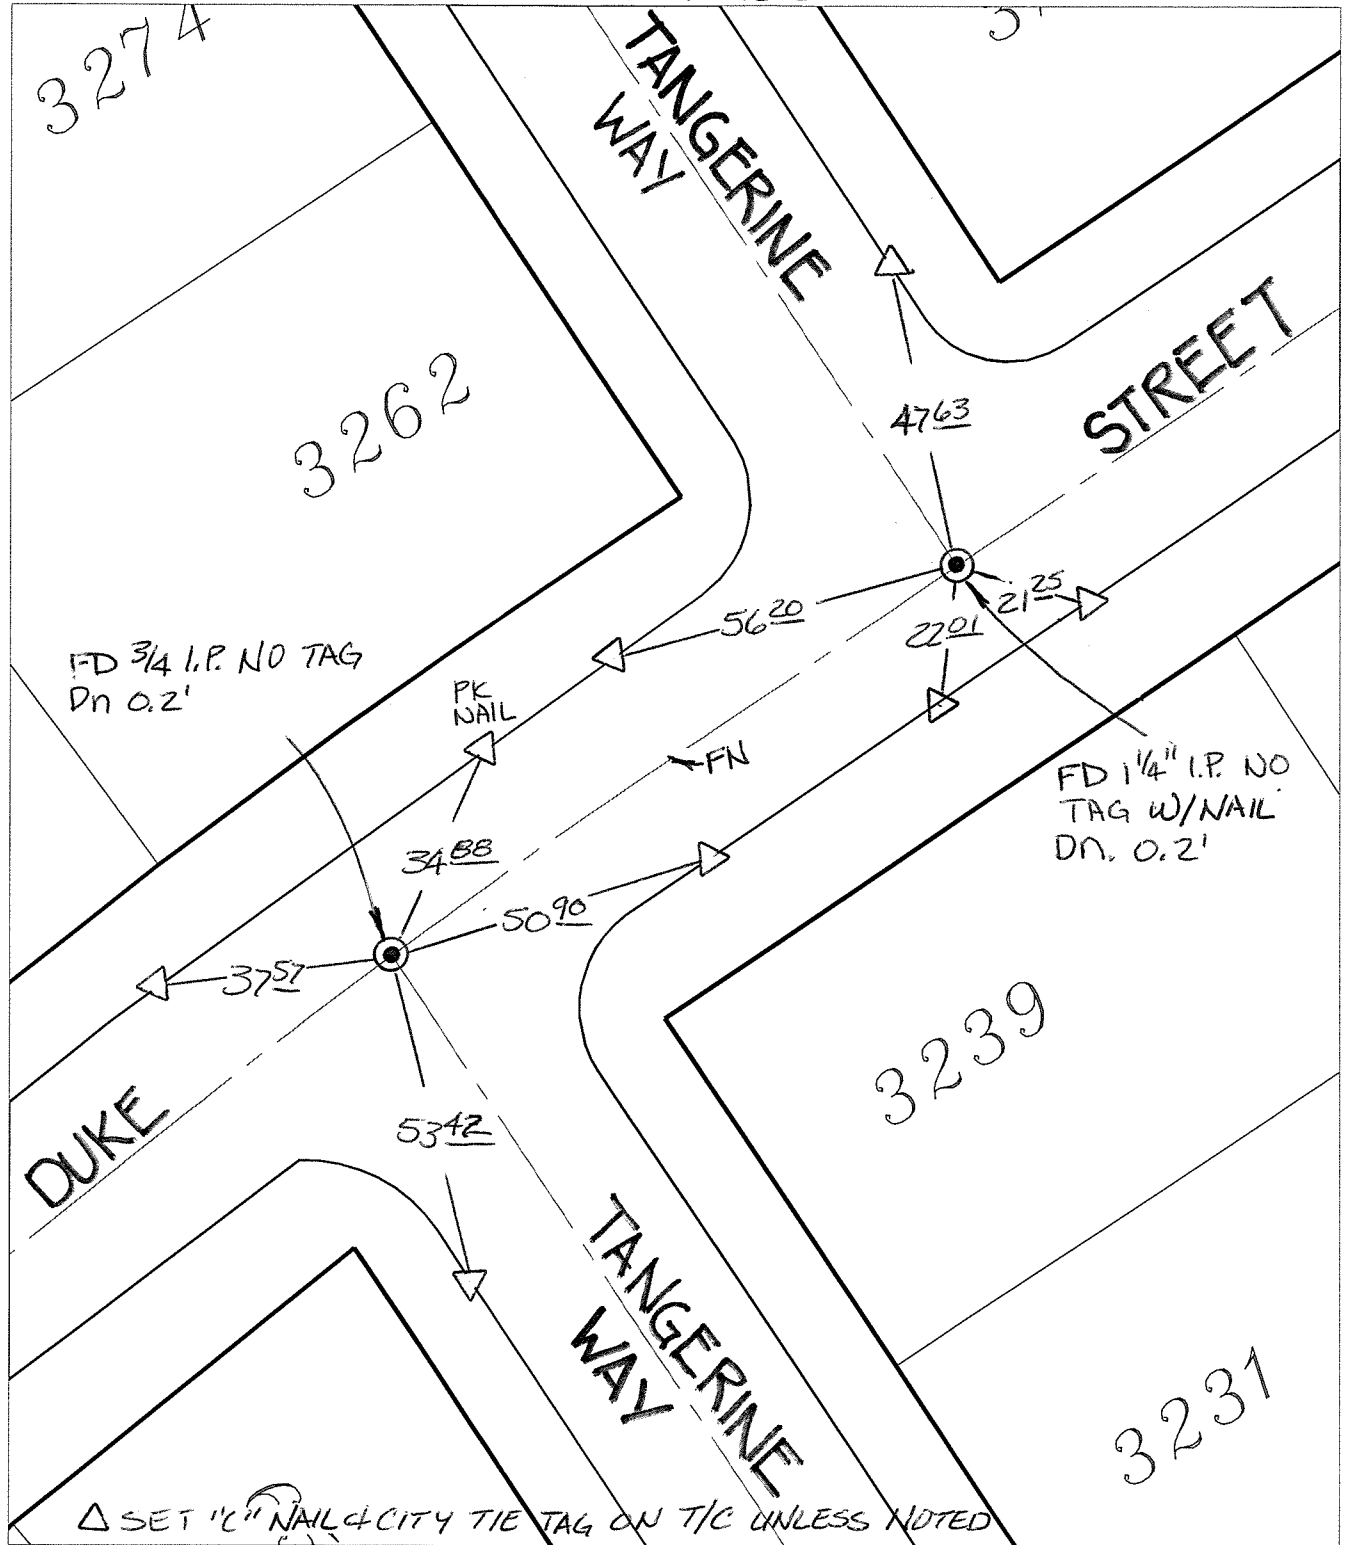 3274
TANGERINE
WAY
3262
STREET
47 63
56 20
21 25
22 01
FD 3/4 I.P. NO TAG
Dn 0.2'
PK
NAIL
FN
FD 1 1/4" I.P. NO
TAG W/NAIL
Dn. 0.2'
34 88
50 90
37 57
3239
DUKE
53 42
TANGERINE
WAY
3231
△ SET "C" NAIL & CITY TIE TAG ON T/C UNLESS NOTED